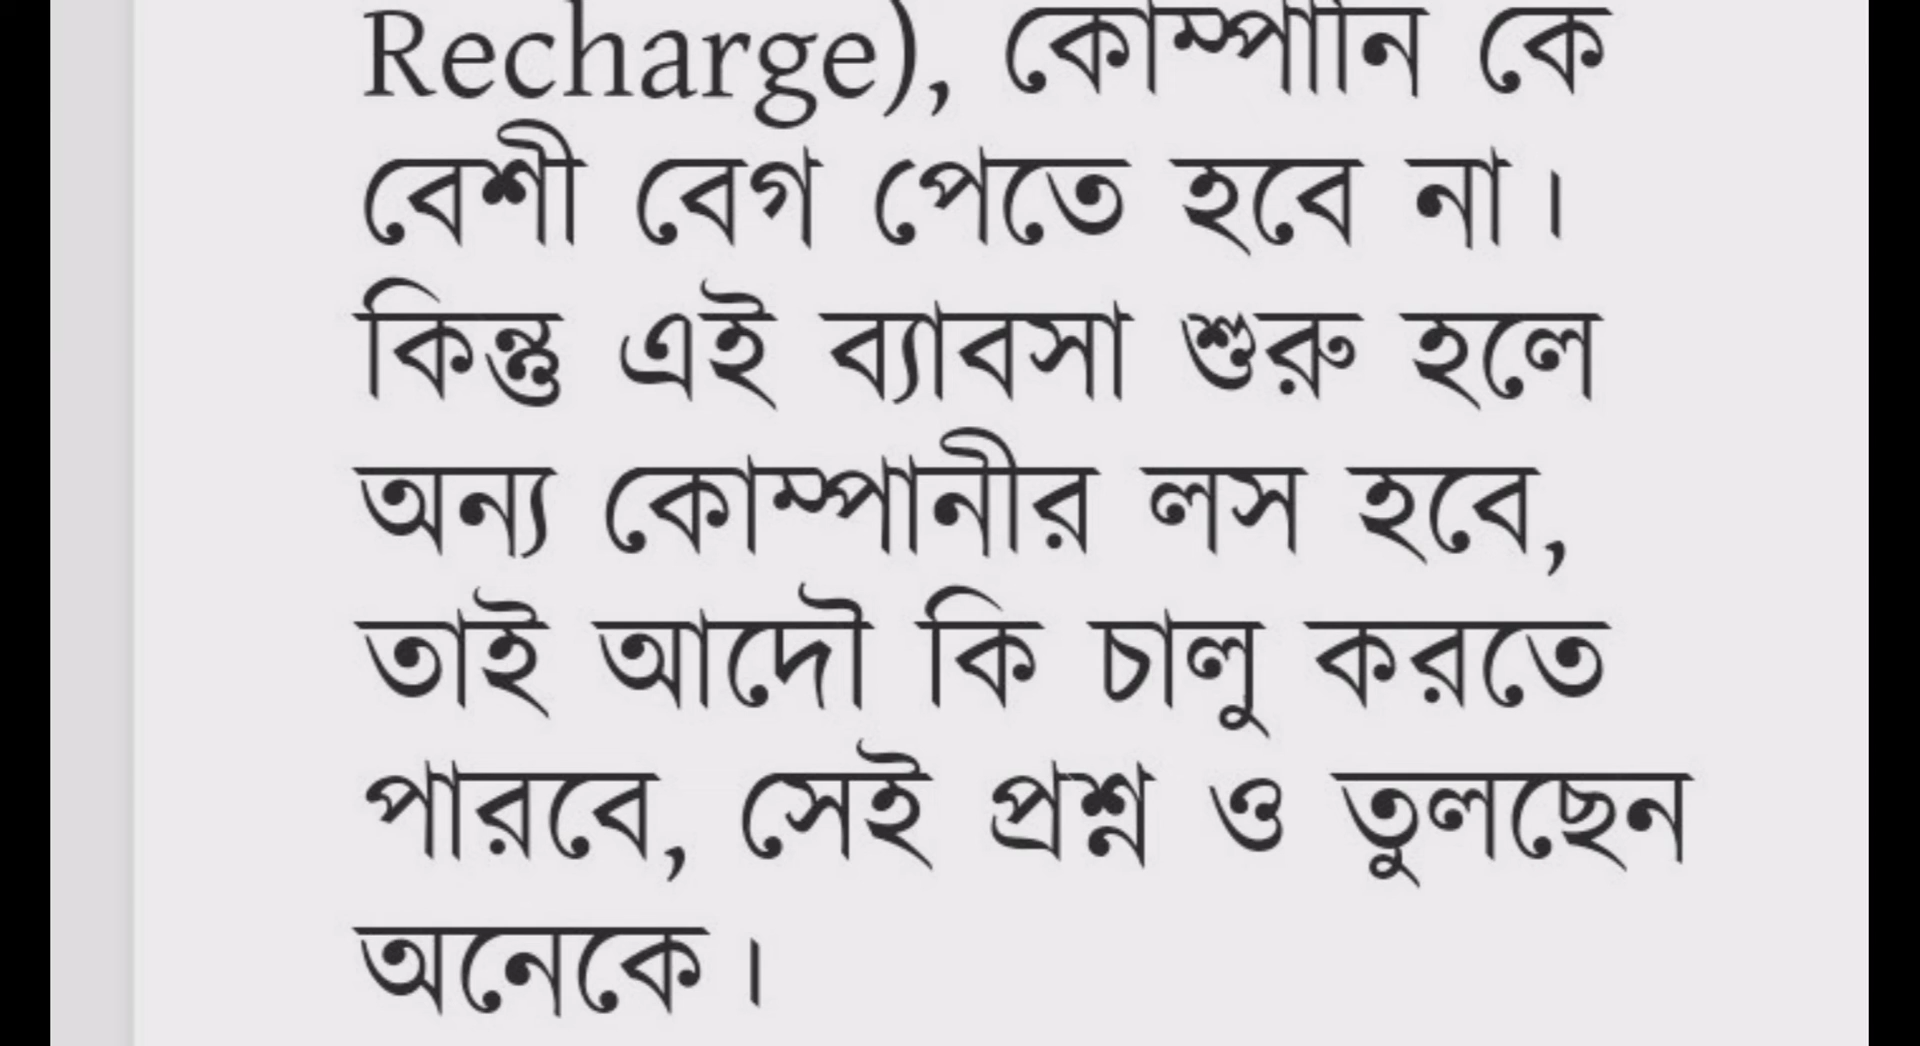 Recharge), কোম্পানি কে
বেশী বেগ পেতে হবে না।
কিন্তু এই ব্যাবসা শুরু হলে
অন্য কোম্পানীর লস হবে,
তাই আদৌ কি চালু করতে
পারবে, সেই প্রশ্ন ও তুলছেন
অনেকে।